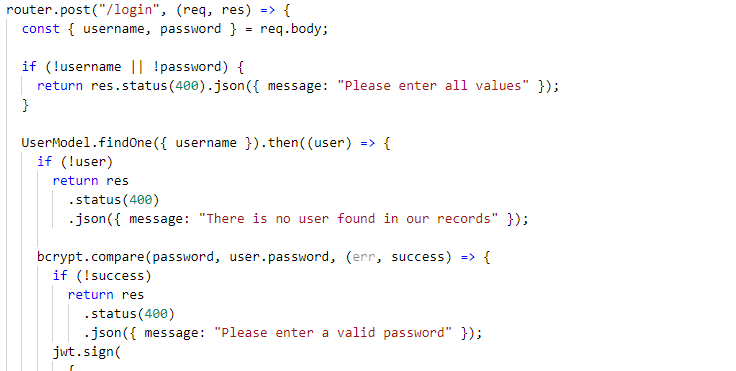 router.post("/login", (req, res) => {
const { username, password } = req.body;
if (!username || !password) {
return res.status(400).json({ message: "Please enter all values" });
}
UserModel.findOne({ username }).then((user) => {
if (!user)
return res
.status(400)
.json({ message: "There is no user found in our records" });
bcrypt.compare(password, user.password, (err, success) => {
if (!success)
return res
.status(400)
.json({ message: "Please enter a valid password" });
jwt.sign(
{